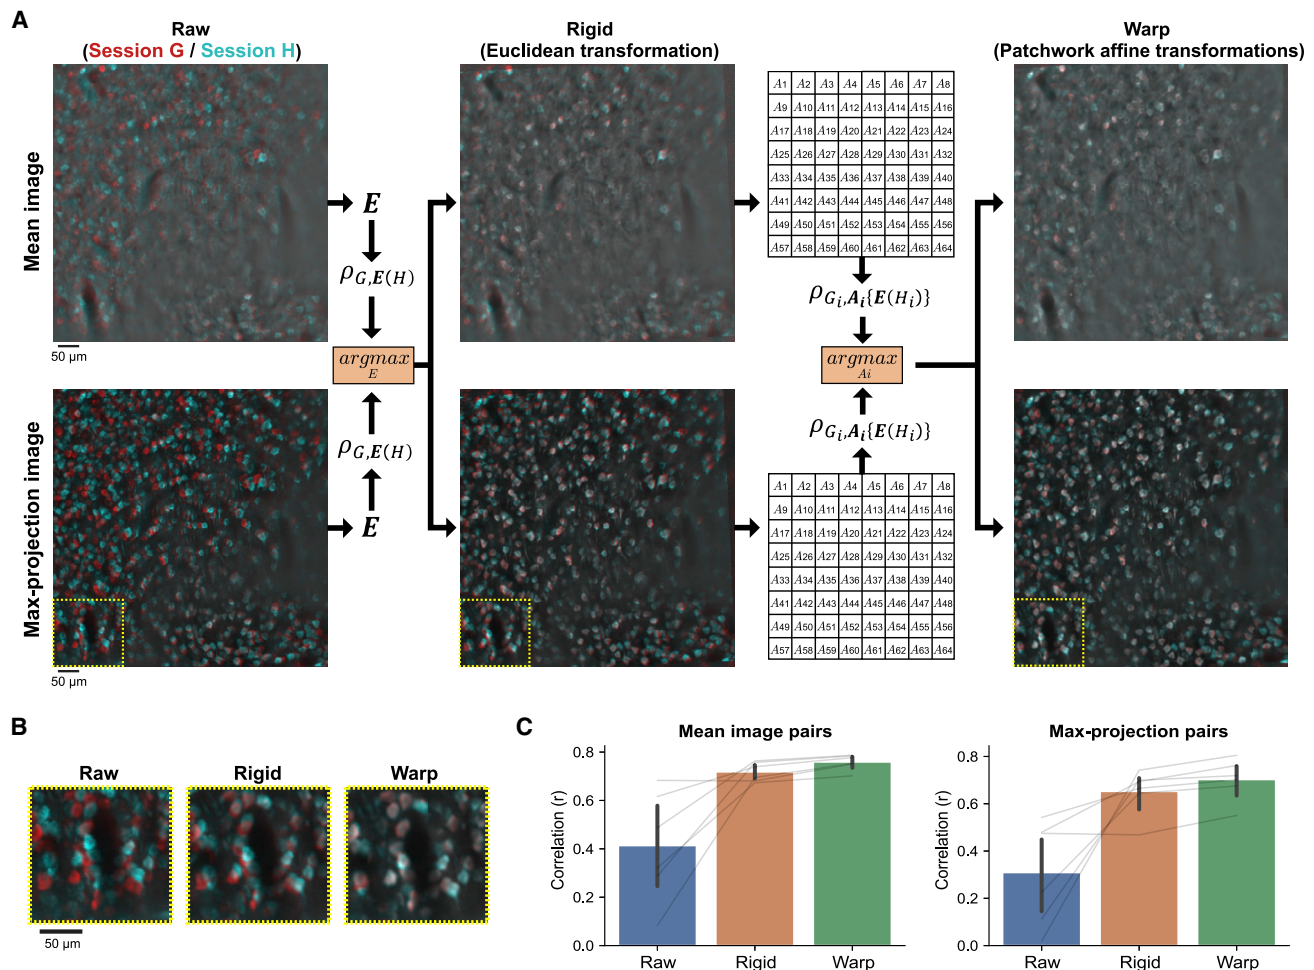 A
Raw
(Session G / Session H)
Rigid
(Euclidean transformation)
Warp
(Patchwork affine transformations)
Mean image
E
ρG,E(H)
argmax
E
A1 A2 A3 A4 A5 A6 A7 A8
A9 A10 A11 A12 A13 A14 A15 A16
A17 A18 A19 A20 A21 A22 A23 A24
A25 A26 A27 A28 A29 A30 A31 A32
A33 A34 A35 A36 A37 A38 A39 A40
A41 A42 A43 A44 A45 A46 A47 A48
A49 A50 A51 A52 A53 A54 A55 A56
A57 A58 A59 A60 A61 A62 A63 A64
ρGi,Ai{E(Hi)}
argmax
Ai
50 µm
Max-projection image
ρG,E(H)
E
ρGi,Ai{E(Hi)}
A1 A2 A3 A4 A5 A6 A7 A8
A9 A10 A11 A12 A13 A14 A15 A16
A17 A18 A19 A20 A21 A22 A23 A24
A25 A26 A27 A28 A29 A30 A31 A32
A33 A34 A35 A36 A37 A38 A39 A40
A41 A42 A43 A44 A45 A46 A47 A48
A49 A50 A51 A52 A53 A54 A55 A56
A57 A58 A59 A60 A61 A62 A63 A64
50 µm
B
Raw
Rigid
Warp
50 µm
C
Mean image pairs
Correlation (r)
0.8
0.6
0.4
0.2
0.0
Raw Rigid Warp
Max-projection pairs
Correlation (r)
0.8
0.6
0.4
0.2
0.0
Raw Rigid Warp